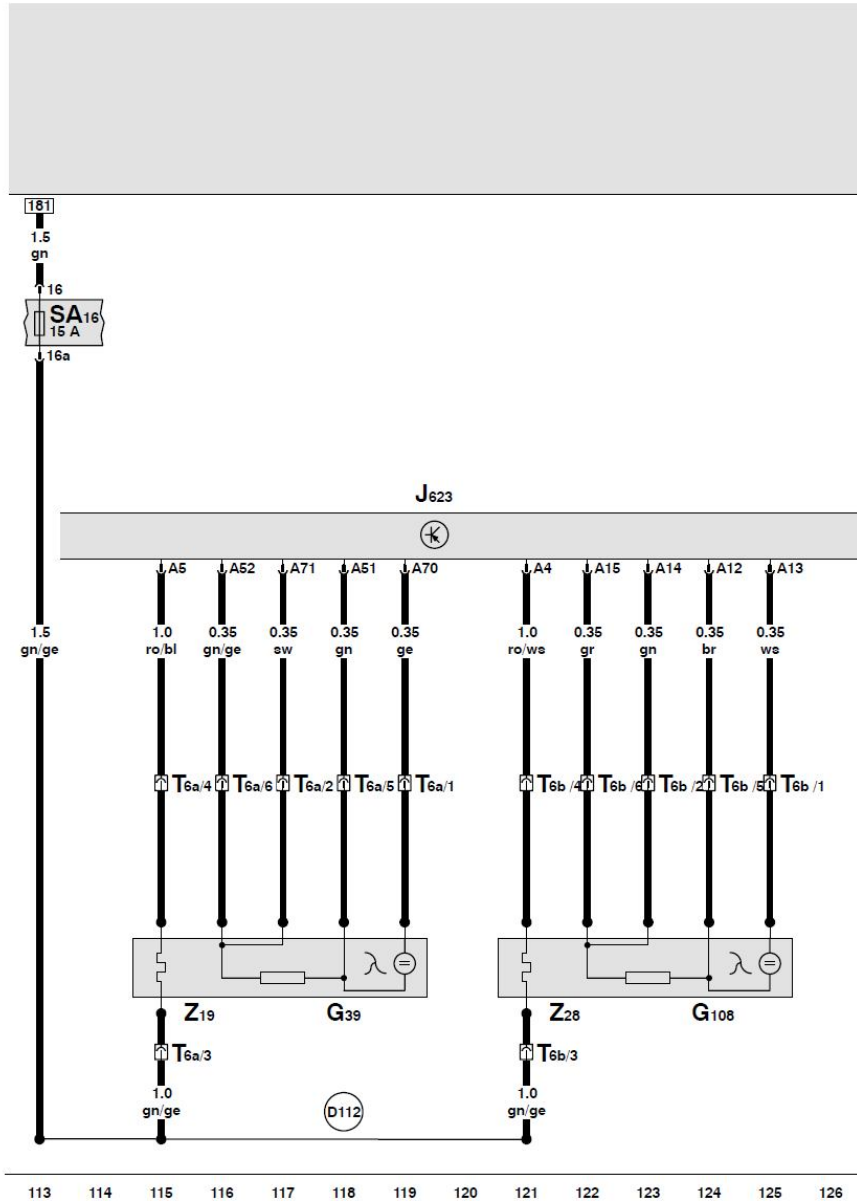 181
1.5
gn
16
SA16
15 A
16a
J623
A5 A52 A71 A51 A70 A4 A15 A14 A12 A13
1.5 1.0 0.35 0.35 0.35 0.35 1.0 0.35 0.35 0.35 0.35
gn/ge ro/bl gn/ge sw gn ge ro/ws gr gn br ws
T6a/4 T6a/6 T6a/2 T6a/5 T6a/1 T6b /4 T6b /6 T6b /2 T6b /5 T6b /1
Z19 G39 Z28 G108
T6a/3 T6b/3
1.0 1.0
gn/ge D112 gn/ge
113 114 115 116 117 118 119 120 121 122 123 124 125 126